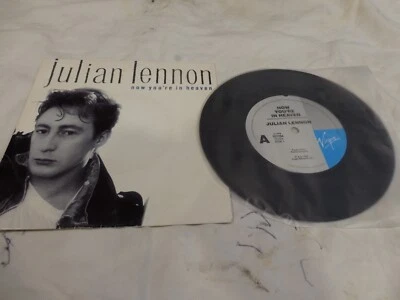 julian lennon
now you're in heaven
NOW
YOU'RE
IN HEAVEN
JULIAN LENNON
A
Virgin